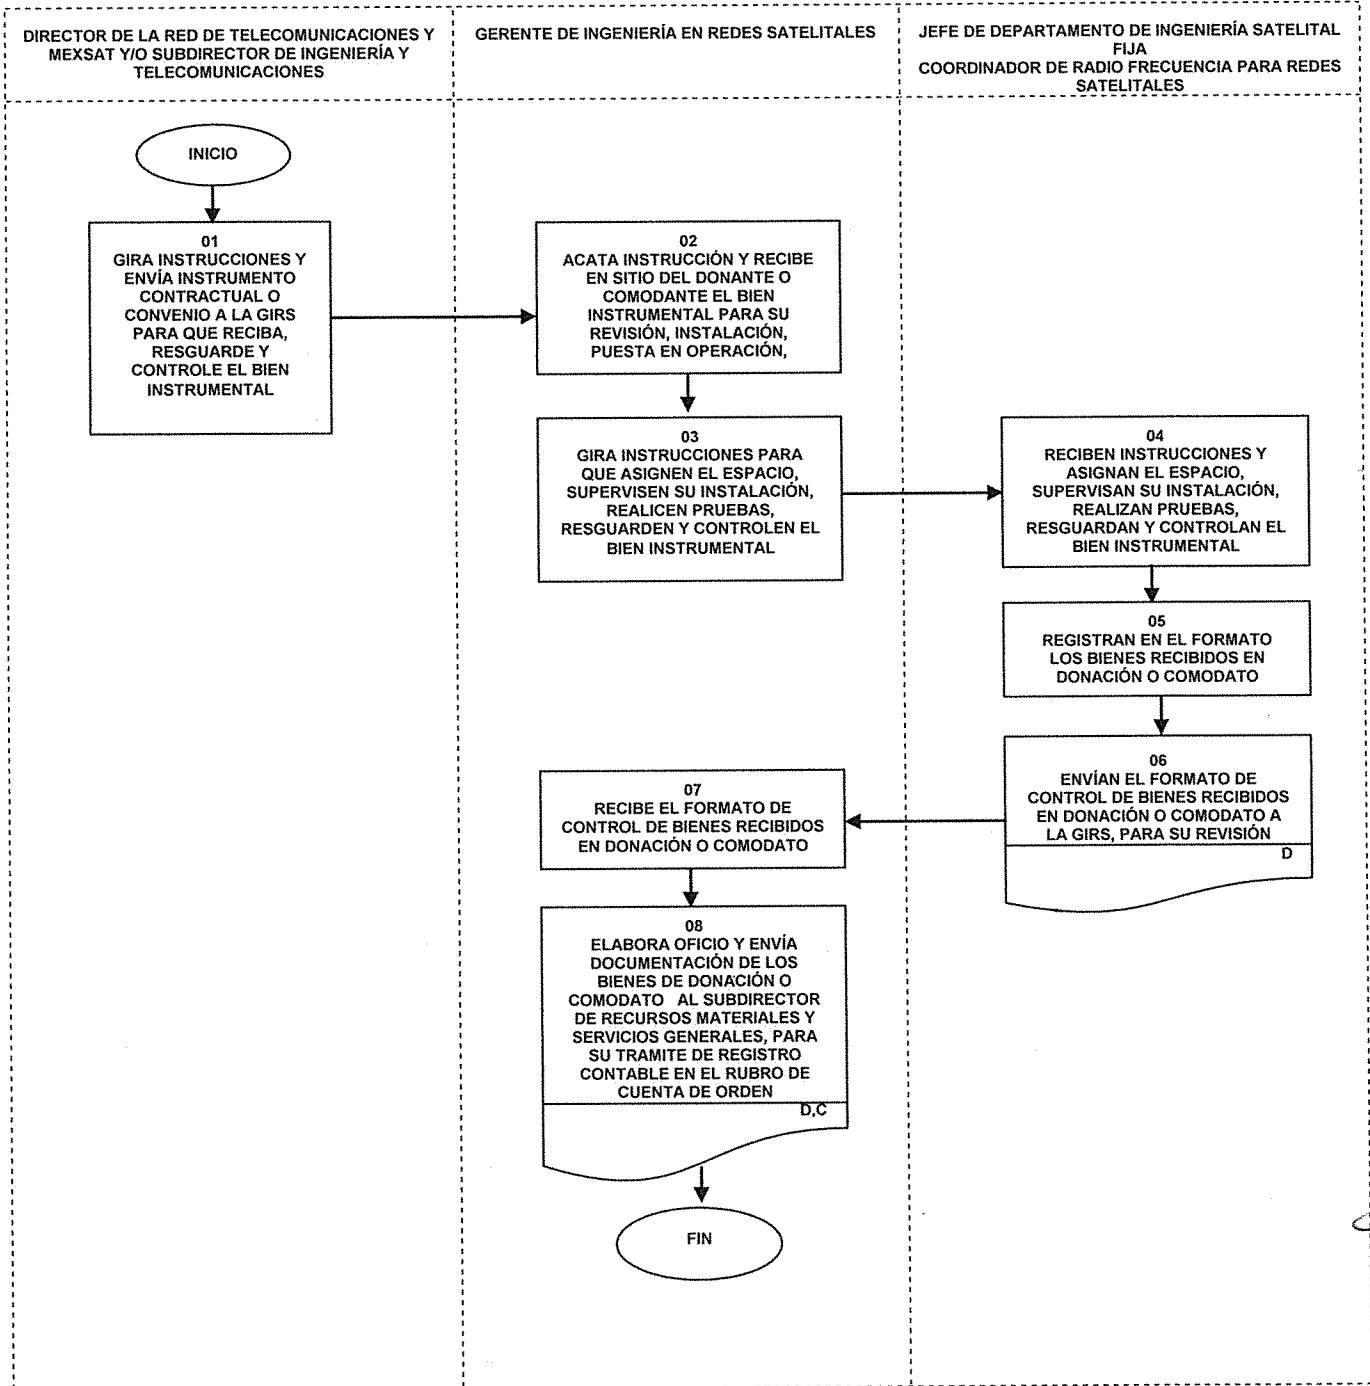 DIRECTOR DE LA RED DE TELECOMUNICACIONES Y
MEXSAT Y/O SUBDIRECTOR DE INGENIERÍA Y
TELECOMUNICACIONES
GERENTE DE INGENIERÍA EN REDES SATELITALES
JEFE DE DEPARTAMENTO DE INGENIERÍA SATELITAL
FIJA
COORDINADOR DE RADIO FRECUENCIA PARA REDES
SATELITALES
INICIO
01
GIRA INSTRUCCIONES Y
ENVÍA INSTRUMENTO
CONTRACTUAL O
CONVENIO A LA GIRS
PARA QUE RECIBA,
RESGUARDE Y
CONTROLE EL BIEN
INSTRUMENTAL
02
ACATA INSTRUCCIÓN Y RECIBE
EN SITIO DEL DONANTE O
COMODANTE EL BIEN
INSTRUMENTAL PARA SU
REVISIÓN, INSTALACIÓN,
PUESTA EN OPERACIÓN,
03
GIRA INSTRUCCIONES PARA
QUE ASIGNEN EL ESPACIO,
SUPERVISEN SU INSTALACIÓN,
REALICEN PRUEBAS,
RESGUARDEN Y CONTROLEN EL
BIEN INSTRUMENTAL
04
RECIBEN INSTRUCCIONES Y
ASIGNAN EL ESPACIO,
SUPERVISAN SU INSTALACIÓN,
REALIZAN PRUEBAS,
RESGUARDAN Y CONTROLAN EL
BIEN INSTRUMENTAL
05
REGISTRAN EN EL FORMATO
LOS BIENES RECIBIDOS EN
DONACIÓN O COMODATO
06
ENVÍAN EL FORMATO DE
CONTROL DE BIENES RECIBIDOS
EN DONACIÓN O COMODATO A
LA GIRS, PARA SU REVISIÓN
D
07
RECIBE EL FORMATO DE
CONTROL DE BIENES RECIBIDOS
EN DONACIÓN O COMODATO
08
ELABORA OFICIO Y ENVÍA
DOCUMENTACIÓN DE LOS
BIENES DE DONACIÓN O
COMODATO AL SUBDIRECTOR
DE RECURSOS MATERIALES Y
SERVICIOS GENERALES, PARA
SU TRAMITE DE REGISTRO
CONTABLE EN EL RUBRO DE
CUENTA DE ORDEN
D,C
FIN